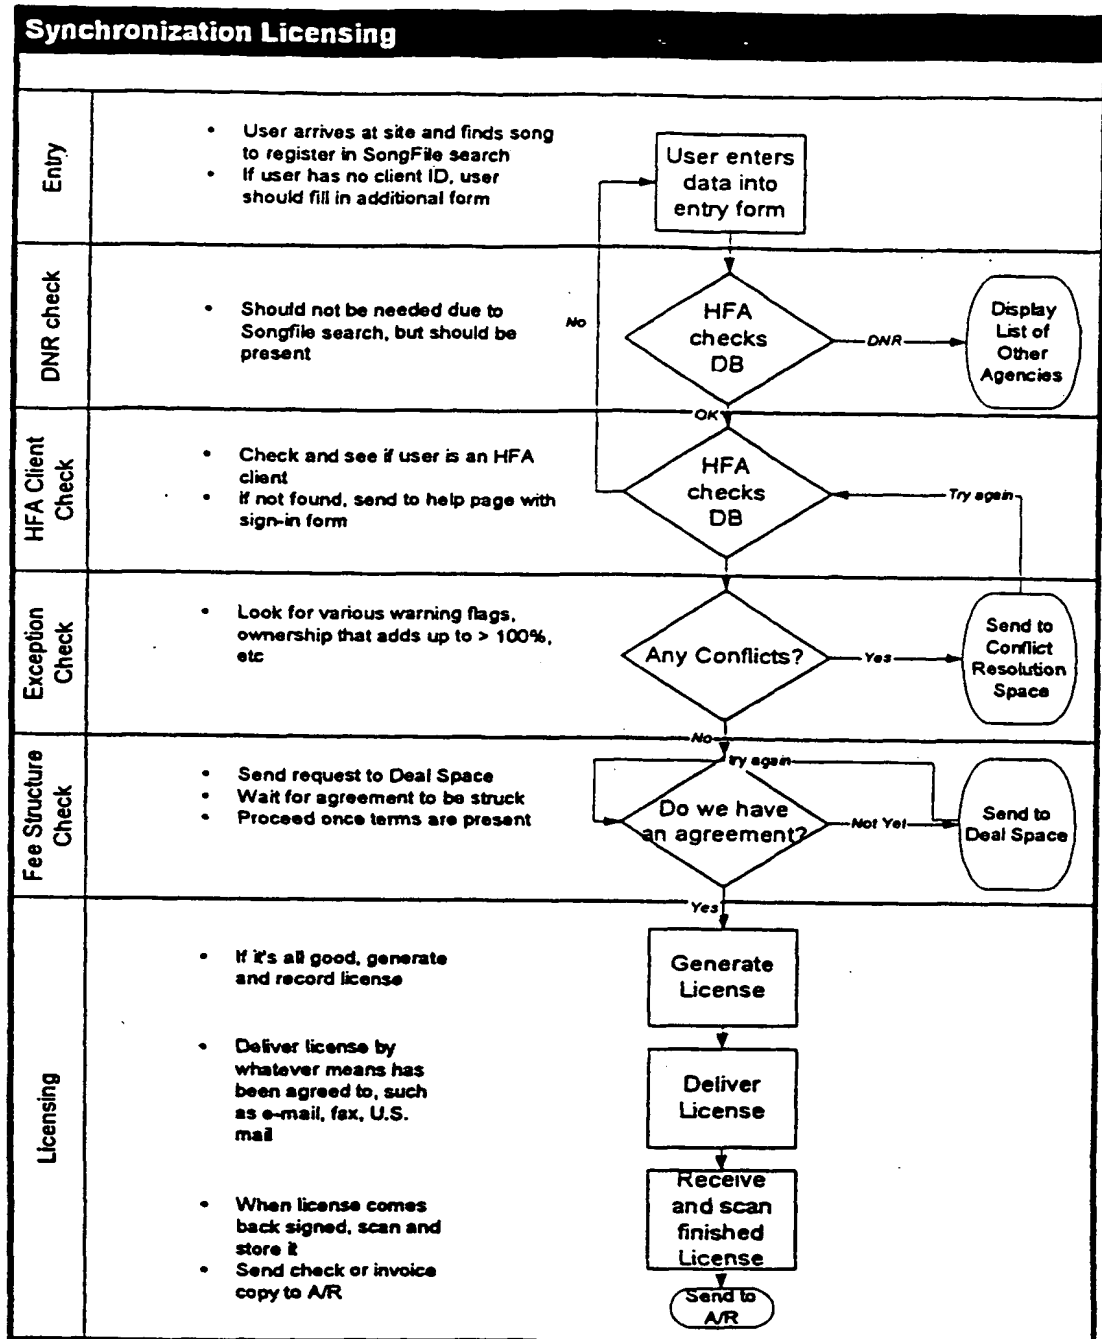 Synchronization Licensing
Entry
• User arrives at site and finds song
to register in SongFile search
• If user has no client ID, user
should fill in additional form
User enters
data into
entry form
DNR check
• Should not be needed due to
Songfile search, but should be
present
No
HFA
checks
DB
DNR
Display
List of
Other
Agencies
OK
HFA Client
Check
• Check and see if user is an HFA
client
• If not found, send to help page with
sign-in form
HFA
checks
DB
Try again
Exception
Check
• Look for various warning flags,
ownership that adds up to > 100%,
etc
Any Conflicts?
Yes
Send to
Conflict
Resolution
Space
No
Fee Structure
Check
• Send request to Deal Space
• Wait for agreement to be struck
• Proceed once terms are present
try again
Do we have
an agreement?
Not Yet
Send to
Deal Space
Yes
Licensing
• If it's all good, generate
and record license
Generate
License
• Deliver license by
whatever means has
been agreed to, such
as e-mail, fax, U.S.
mail
Deliver
License
• When license comes
back signed, scan and
store it
• Send check or invoice
copy to A/R
Receive
and scan
finished
License
Send to
A/R